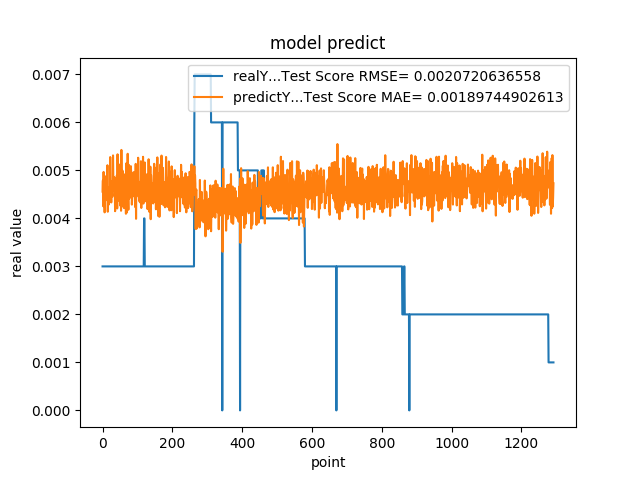 model predict
realY...Test Score RMSE= 0.0020720636558
predictY...Test Score MAE= 0.00189744902613
0.007
0.006
0.005
0.004
0.003
0.002
0.001
0.000
real value
0 200 400 600 800 1000 1200
point